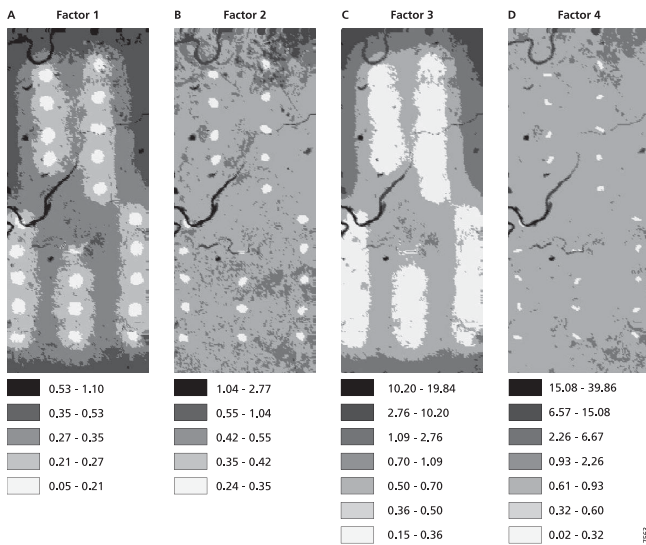 A Factor 1
B Factor 2
C Factor 3
D Factor 4
0.53 - 1.10
0.35 - 0.53
0.27 - 0.35
0.21 - 0.27
0.05 - 0.21
1.04 - 2.77
0.55 - 1.04
0.42 - 0.55
0.35 - 0.42
0.24 - 0.35
10.20 - 19.84
2.76 - 10.20
1.09 - 2.76
0.70 - 1.09
0.50 - 0.70
0.36 - 0.50
0.15 - 0.36
15.08 - 39.86
6.57 - 15.08
2.26 - 6.67
0.93 - 2.26
0.61 - 0.93
0.32 - 0.60
0.02 - 0.32